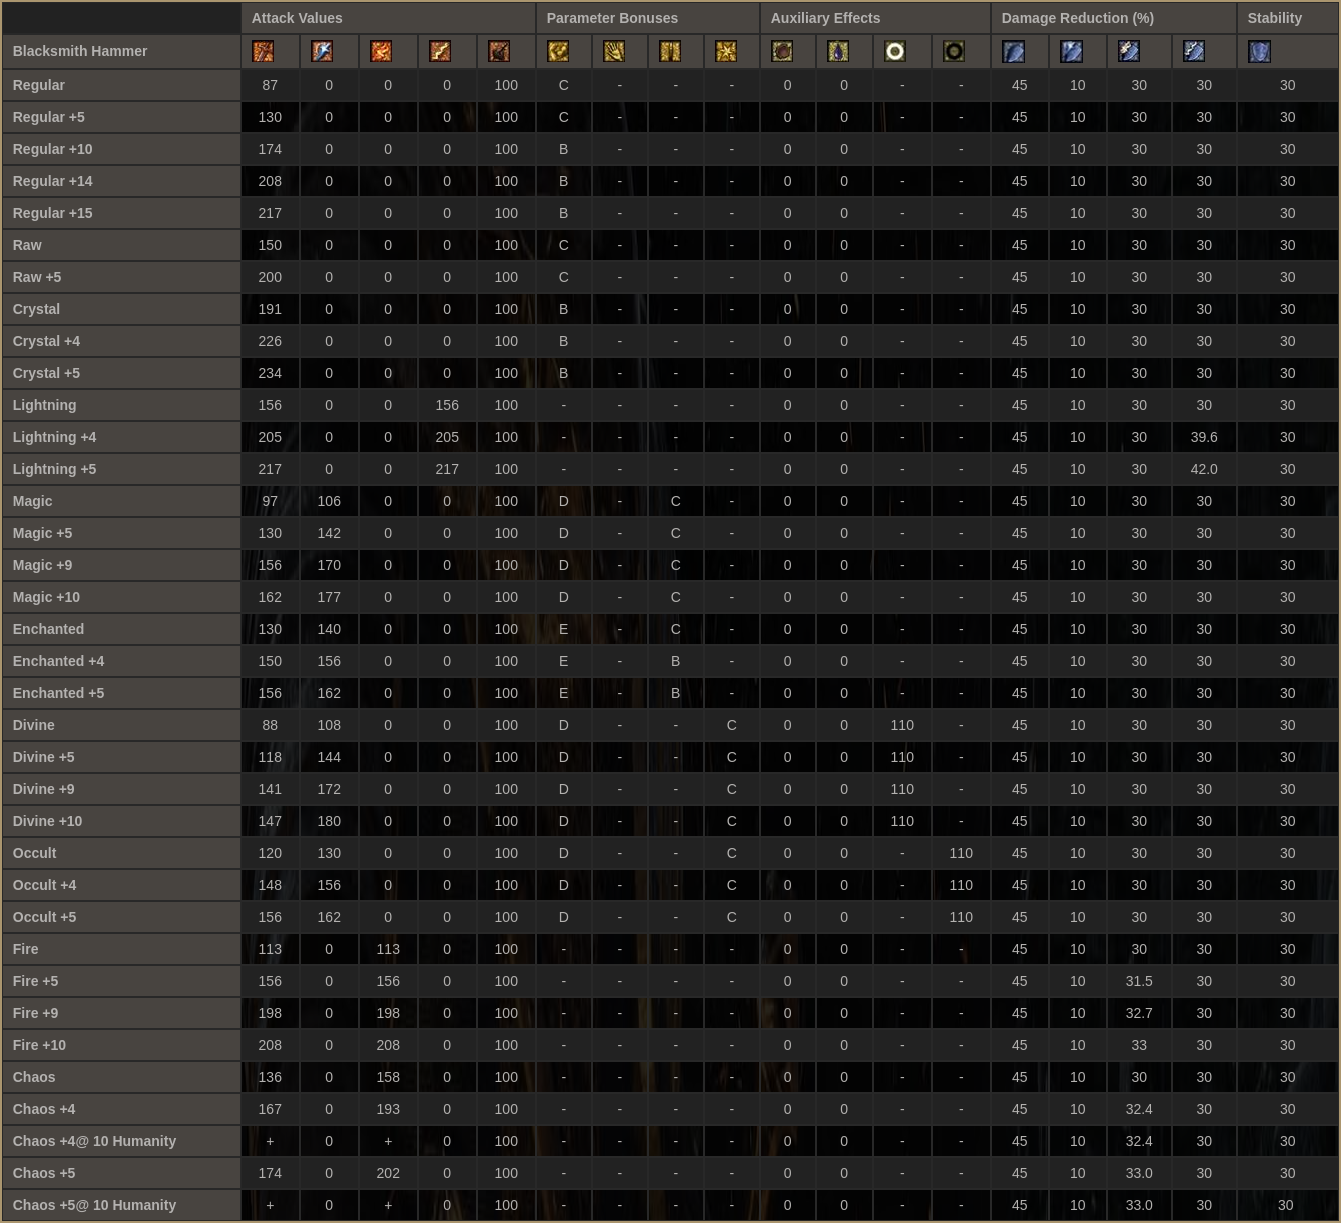 Attack Values Parameter Bonuses Auxiliary Effects Damage Reduction (%) Stability
Blacksmith Hammer
Regular 87 0 0 0 100 C - - - 0 0 - - 45 10 30 30 30
Regular +5 130 0 0 0 100 C - - - 0 0 - - 45 10 30 30 30
Regular +10 174 0 0 0 100 B - - - 0 0 - - 45 10 30 30 30
Regular +14 208 0 0 0 100 B - - - 0 0 - - 45 10 30 30 30
Regular +15 217 0 0 0 100 B - - - 0 0 - - 45 10 30 30 30
Raw 150 0 0 0 100 C - - - 0 0 - - 45 10 30 30 30
Raw +5 200 0 0 0 100 C - - - 0 0 - - 45 10 30 30 30
Crystal 191 0 0 0 100 B - - - 0 0 - - 45 10 30 30 30
Crystal +4 226 0 0 0 100 B - - - 0 0 - - 45 10 30 30 30
Crystal +5 234 0 0 0 100 B - - - 0 0 - - 45 10 30 30 30
Lightning 156 0 0 156 100 - - - - 0 0 - - 45 10 30 30 30
Lightning +4 205 0 0 205 100 - - - - 0 0 - - 45 10 30 39.6 30
Lightning +5 217 0 0 217 100 - - - - 0 0 - - 45 10 30 42.0 30
Magic 97 106 0 0 100 D - C - 0 0 - - 45 10 30 30 30
Magic +5 130 142 0 0 100 D - C - 0 0 - - 45 10 30 30 30
Magic +9 156 170 0 0 100 D - C - 0 0 - - 45 10 30 30 30
Magic +10 162 177 0 0 100 D - C - 0 0 - - 45 10 30 30 30
Enchanted 130 140 0 0 100 E - C - 0 0 - - 45 10 30 30 30
Enchanted +4 150 156 0 0 100 E - B - 0 0 - - 45 10 30 30 30
Enchanted +5 156 162 0 0 100 E - B - 0 0 - - 45 10 30 30 30
Divine 88 108 0 0 100 D - - C 0 0 110 - 45 10 30 30 30
Divine +5 118 144 0 0 100 D - - C 0 0 110 - 45 10 30 30 30
Divine +9 141 172 0 0 100 D - - C 0 0 110 - 45 10 30 30 30
Divine +10 147 180 0 0 100 D - - C 0 0 110 - 45 10 30 30 30
Occult 120 130 0 0 100 D - - C 0 0 - 110 45 10 30 30 30
Occult +4 148 156 0 0 100 D - - C 0 0 - 110 45 10 30 30 30
Occult +5 156 162 0 0 100 D - - C 0 0 - 110 45 10 30 30 30
Fire 113 0 113 0 100 - - - - 0 0 - - 45 10 30 30 30
Fire +5 156 0 156 0 100 - - - - 0 0 - - 45 10 31.5 30 30
Fire +9 198 0 198 0 100 - - - - 0 0 - - 45 10 32.7 30 30
Fire +10 208 0 208 0 100 - - - - 0 0 - - 45 10 33 30 30
Chaos 136 0 158 0 100 - - - - 0 0 - - 45 10 30 30 30
Chaos +4 167 0 193 0 100 - - - - 0 0 - - 45 10 32.4 30 30
Chaos +4@ 10 Humanity + 0 + 0 100 - - - - 0 0 - - 45 10 32.4 30 30
Chaos +5 174 0 202 0 100 - - - - 0 0 - - 45 10 33.0 30 30
Chaos +5@ 10 Humanity + 0 + 0 100 - - - - 0 0 - - 45 10 33.0 30 30